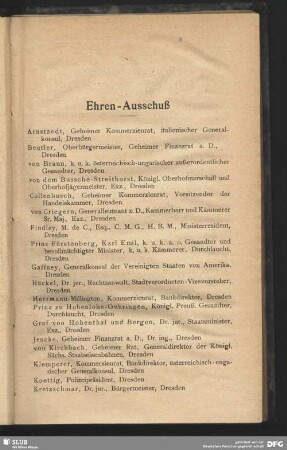 Ehren-Ausschuß
Arnstaedt, Geheimer Kommerzienrat, italienischer General-
konsul, Dresden
Beutler, Oberbürgermeister, Geheimer Finanzrat a. D.,
Dresden
von Braun, k. u. k. österreichisch-ungarischer außerordentlicher
Gesandter, Dresden
von dem Bussche-Streithorst, Königl. Oberhofmarschall und
Oberhofjägermeister, Exz., Dresden
Collenbusch, Geheimer Kommerzienrat, Vorsitzender der
Handelskammer, Dresden
von Criegern, Generalleutnant z. D., Kammerherr und Kämmerer
Sr. Maj., Exz., Dresden
Findlay, M. de C., Esq., C. M. G., H. B. M., Ministerresident,
Dresden
Prinz Fürstenberg, Karl Emil, k. u. k. a. o. Gesandter und
bevollmächtigter Minister, k. u. k. Kämmerer, Durchlaucht,
Dresden
Gaffney, Generalkonsul der Vereinigten Staaten von Amerika,
Dresden
Häckel, Dr. jur., Rechtsanwalt, Stadtverordneten-Vizevorsteher,
Dresden
Herrmann-Millington, Kommerzienrat, Bankdirektor, Dresden
Prinz zu Hohenlohe-Oehringen, Königl. Preuß. Gesandter,
Durchlaucht, Dresden
Graf von Hohenthal und Bergen, Dr. jur., Staatsminister,
Exz., Dresden
Jencke, Geheimer Finanzrat a. D., Dr. ing., Dresden
von Kirchbach, Geheimer Rat, Generaldirektor der Königl.
Sächs. Staatseisenbahnen, Dresden
Klemperer, Kommerzienrat, Bankdirektor, österreichisch-unga-
rischer Generalkonsul, Dresden
Koettig, Polizeipräsident, Dresden
Kretzschmar, Dr. jur., Bürgermeister, Dresden
SLUB
DFG